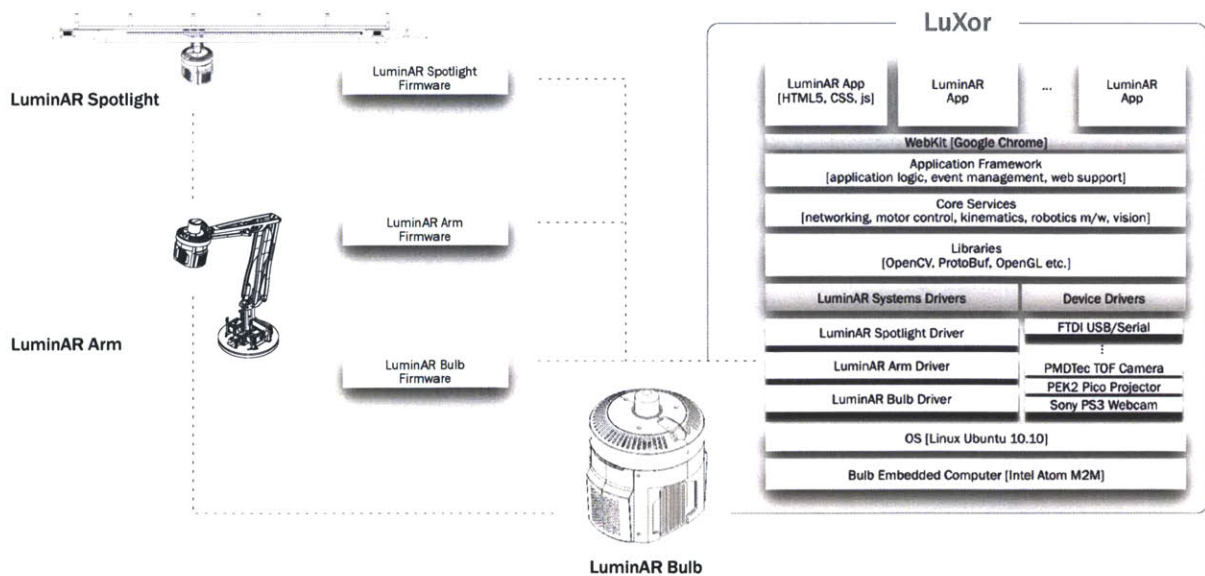 LuminAR Spotlight
LuminAR Arm
LuminAR Spotlight
Firmware
LuminAR Arm
Firmware
LuminAR Bulb
Firmware
LuminAR Bulb
LuXor
LuminAR App
[HTML5, CSS, js]
LuminAR
App
...
LuminAR
App
WebKit [Google Chrome]
Application Framework
[application logic, event management, web support]
Core Services
[networking, motor control, kinematics, robotics m/w, vision]
Libraries
[OpenCV, ProtoBuf, OpenGL etc.]
LuminAR Systems Drivers
Device Drivers
LuminAR Spotlight Driver
LuminAR Arm Driver
LuminAR Bulb Driver
FTDI USB/Serial
PMDTec TOF Camera
PEK2 Pico Projector
Sony PS3 Webcam
OS [Linux Ubuntu 10.10]
Bulb Embedded Computer [Intel Atom M2M]